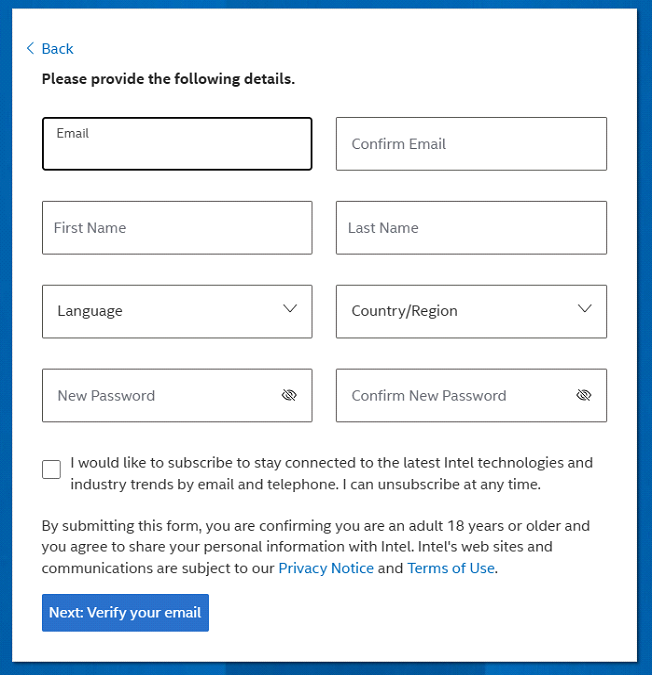 Back
Please provide the following details.
Email
Confirm Email
First Name
Last Name
Language
Country/Region
New Password
Confirm New Password
I would like to subscribe to stay connected to the latest Intel technologies and
industry trends by email and telephone. I can unsubscribe at any time.
By submitting this form, you are confirming you are an adult 18 years or older and
you agree to share your personal information with Intel. Intel's web sites and
communications are subject to our Privacy Notice and Terms of Use.
Next: Verify your email